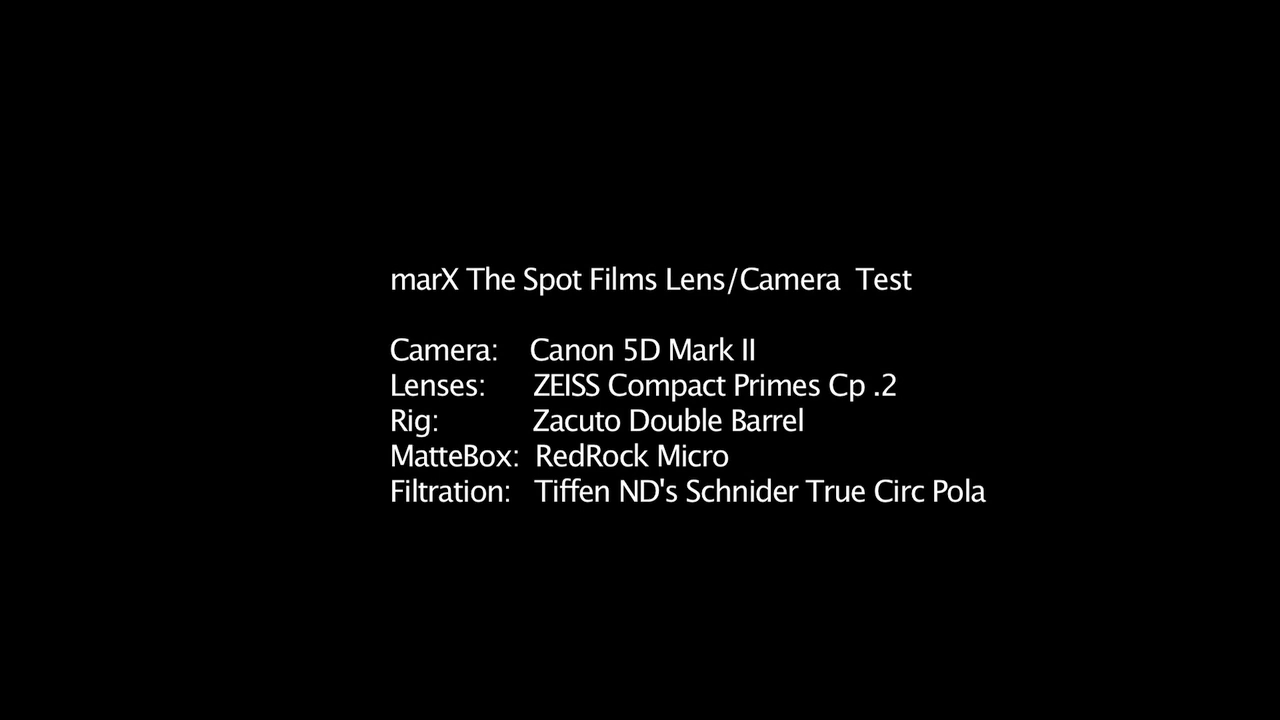 marX The Spot Films Lens/Camera  Test
Camera:    Canon 5D Mark II
Lenses:      ZEISS Compact Primes Cp .2
Rig:            Zacuto Double Barrel
MatteBox:  RedRock Micro
Filtration:   Tiffen ND's Schnider True Circ Pola